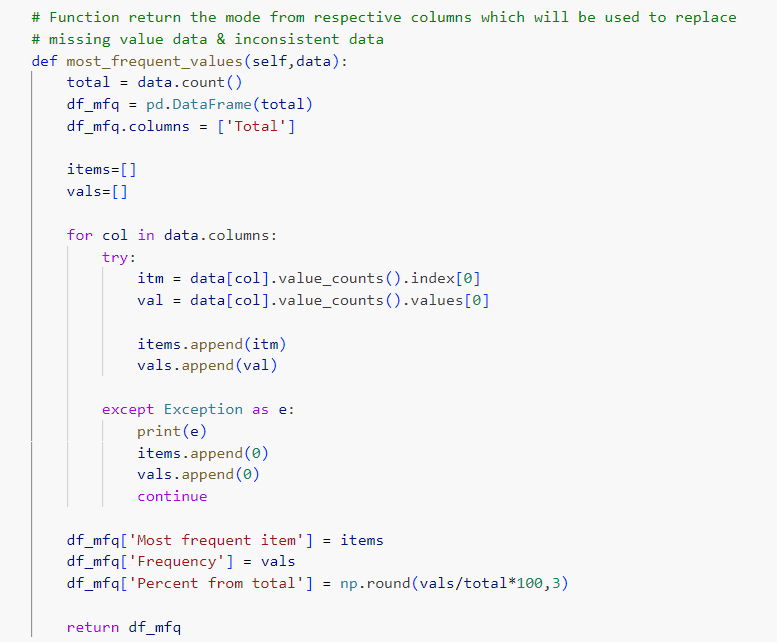 # Function return the mode from respective columns which will be used to replace
# missing value data & inconsistent data
def most_frequent_values(self,data):
    total = data.count()
    df_mfq = pd.DataFrame(total)
    df_mfq.columns = ['Total']

    items=[]
    vals=[]

    for col in data.columns:
        try:
            itm = data[col].value_counts().index[0]
            val = data[col].value_counts().values[0]

            items.append(itm)
            vals.append(val)

        except Exception as e:
            print(e)
            items.append(0)
            vals.append(0)
            continue

    df_mfq['Most frequent item'] = items
    df_mfq['Frequency'] = vals
    df_mfq['Percent from total'] = np.round(vals/total*100,3)

    return df_mfq